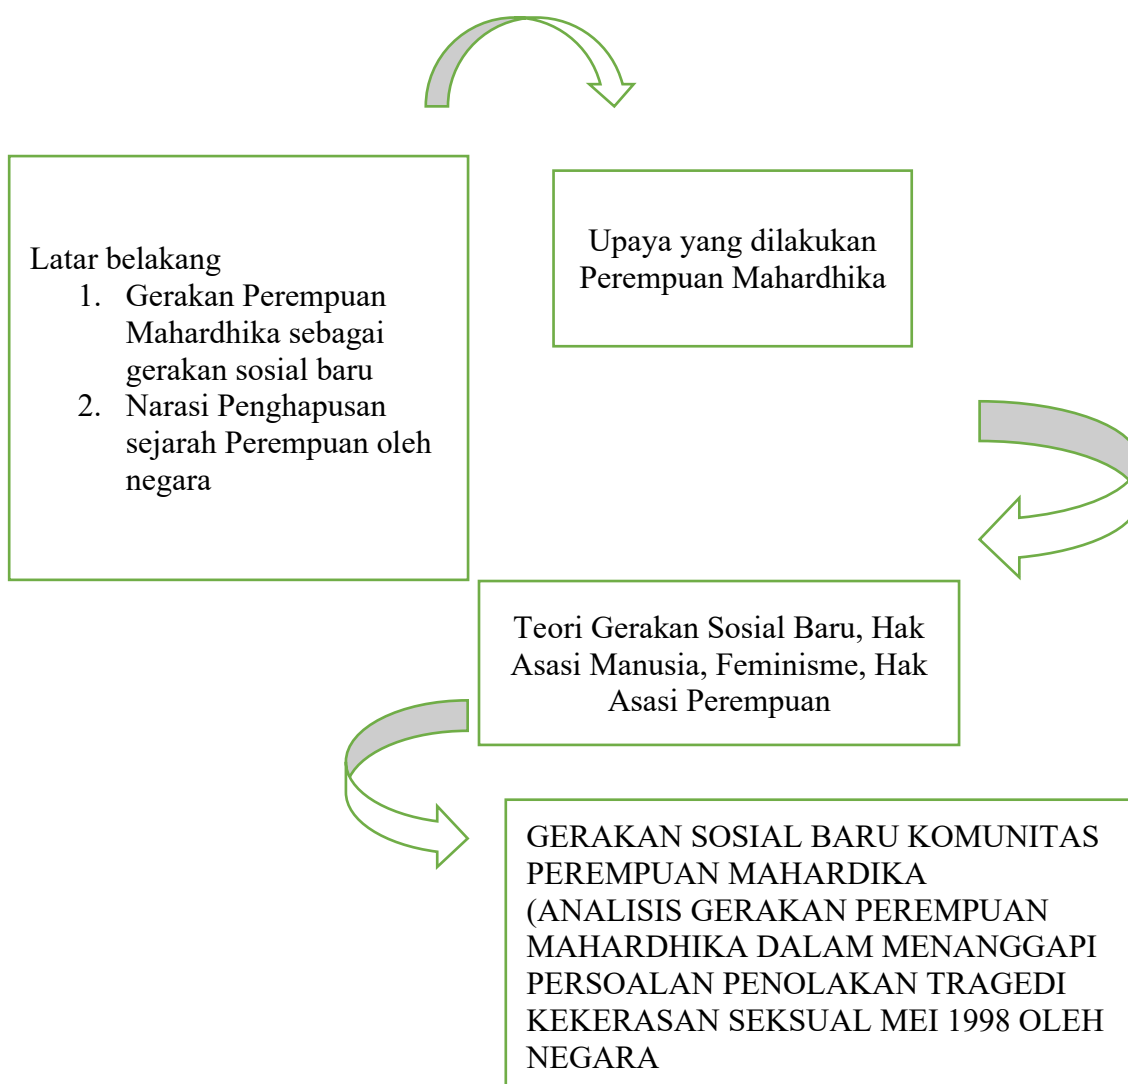 Latar belakang
1. Gerakan Perempuan
Mahardhika sebagai
gerakan sosial baru
2. Narasi Penghapusan
sejarah Perempuan oleh
negara
Upaya yang dilakukan
Perempuan Mahardhika
Teori Gerakan Sosial Baru, Hak
Asasi Manusia, Feminisme, Hak
Asasi Perempuan
GERAKAN SOSIAL BARU KOMUNITAS
PEREMPUAN MAHARDIKA
(ANALISIS GERAKAN PEREMPUAN
MAHARDHIKA DALAM MENANGGAPI
PERSOALAN PENOLAKAN TRAGEDI
KEKERASAN SEKSUAL MEI 1998 OLEH
NEGARA